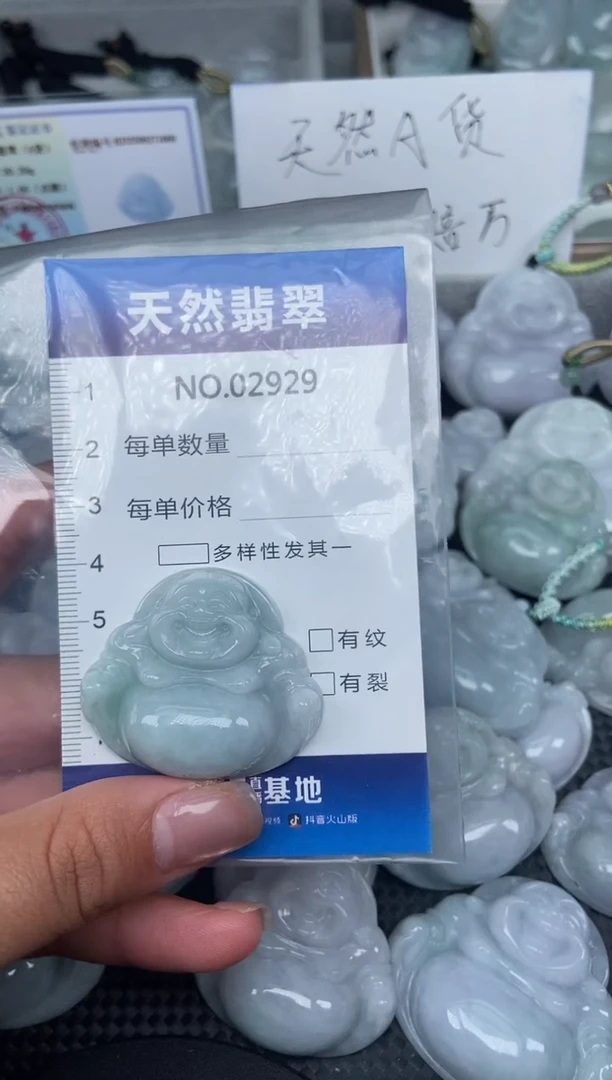 天然A货
倍万
天然翡翠
NO.02929
1
2 每单数量
3 每单价格
4 多样性发其一
5
有纹
有裂
基地
抖音火山版